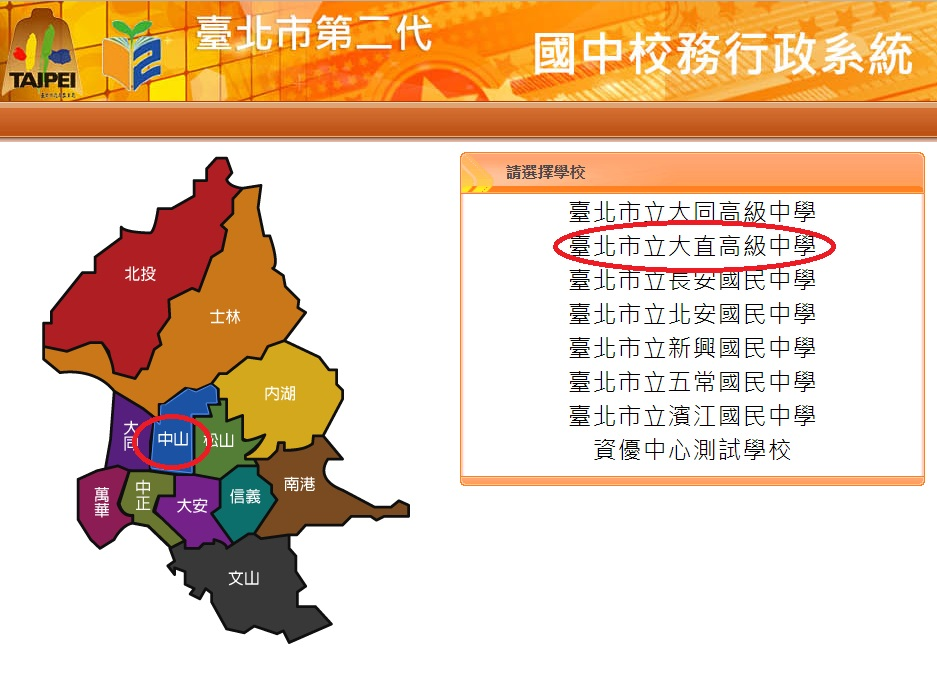 臺北市第二代
國中校務行政系統
TAIPEI
請選擇學校
臺北市立大同高級中學
臺北市立大直高級中學
臺北市立長安國民中學
臺北市立北安國民中學
臺北市立新興國民中學
臺北市立五常國民中學
臺北市立濱江國民中學
資優中心測試學校
北投
士林
內湖
大同
中山
松山
南港
信義
中正
大安
萬華
文山